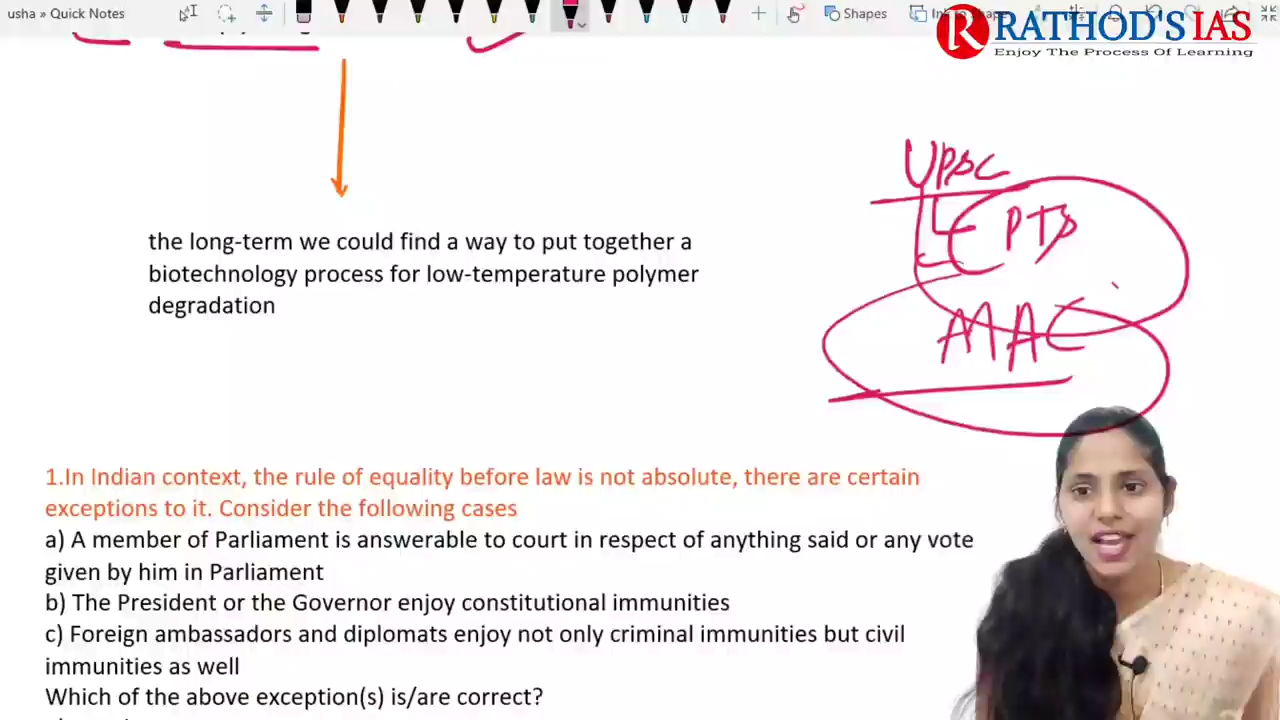 usha » Quick Notes
Shapes
RATHOD'S IAS
Enjoy The Process Of Learning
UPSC
PTS
MAC
the long-term we could find a way to put together a
biotechnology process for low-temperature polymer
degradation
1.In Indian context, the rule of equality before law is not absolute, there are certain
exceptions to it. Consider the following cases
a) A member of Parliament is answerable to court in respect of anything said or any vote
given by him in Parliament
b) The President or the Governor enjoy constitutional immunities
c) Foreign ambassadors and diplomats enjoy not only criminal immunities but civil
immunities as well
Which of the above exception(s) is/are correct?